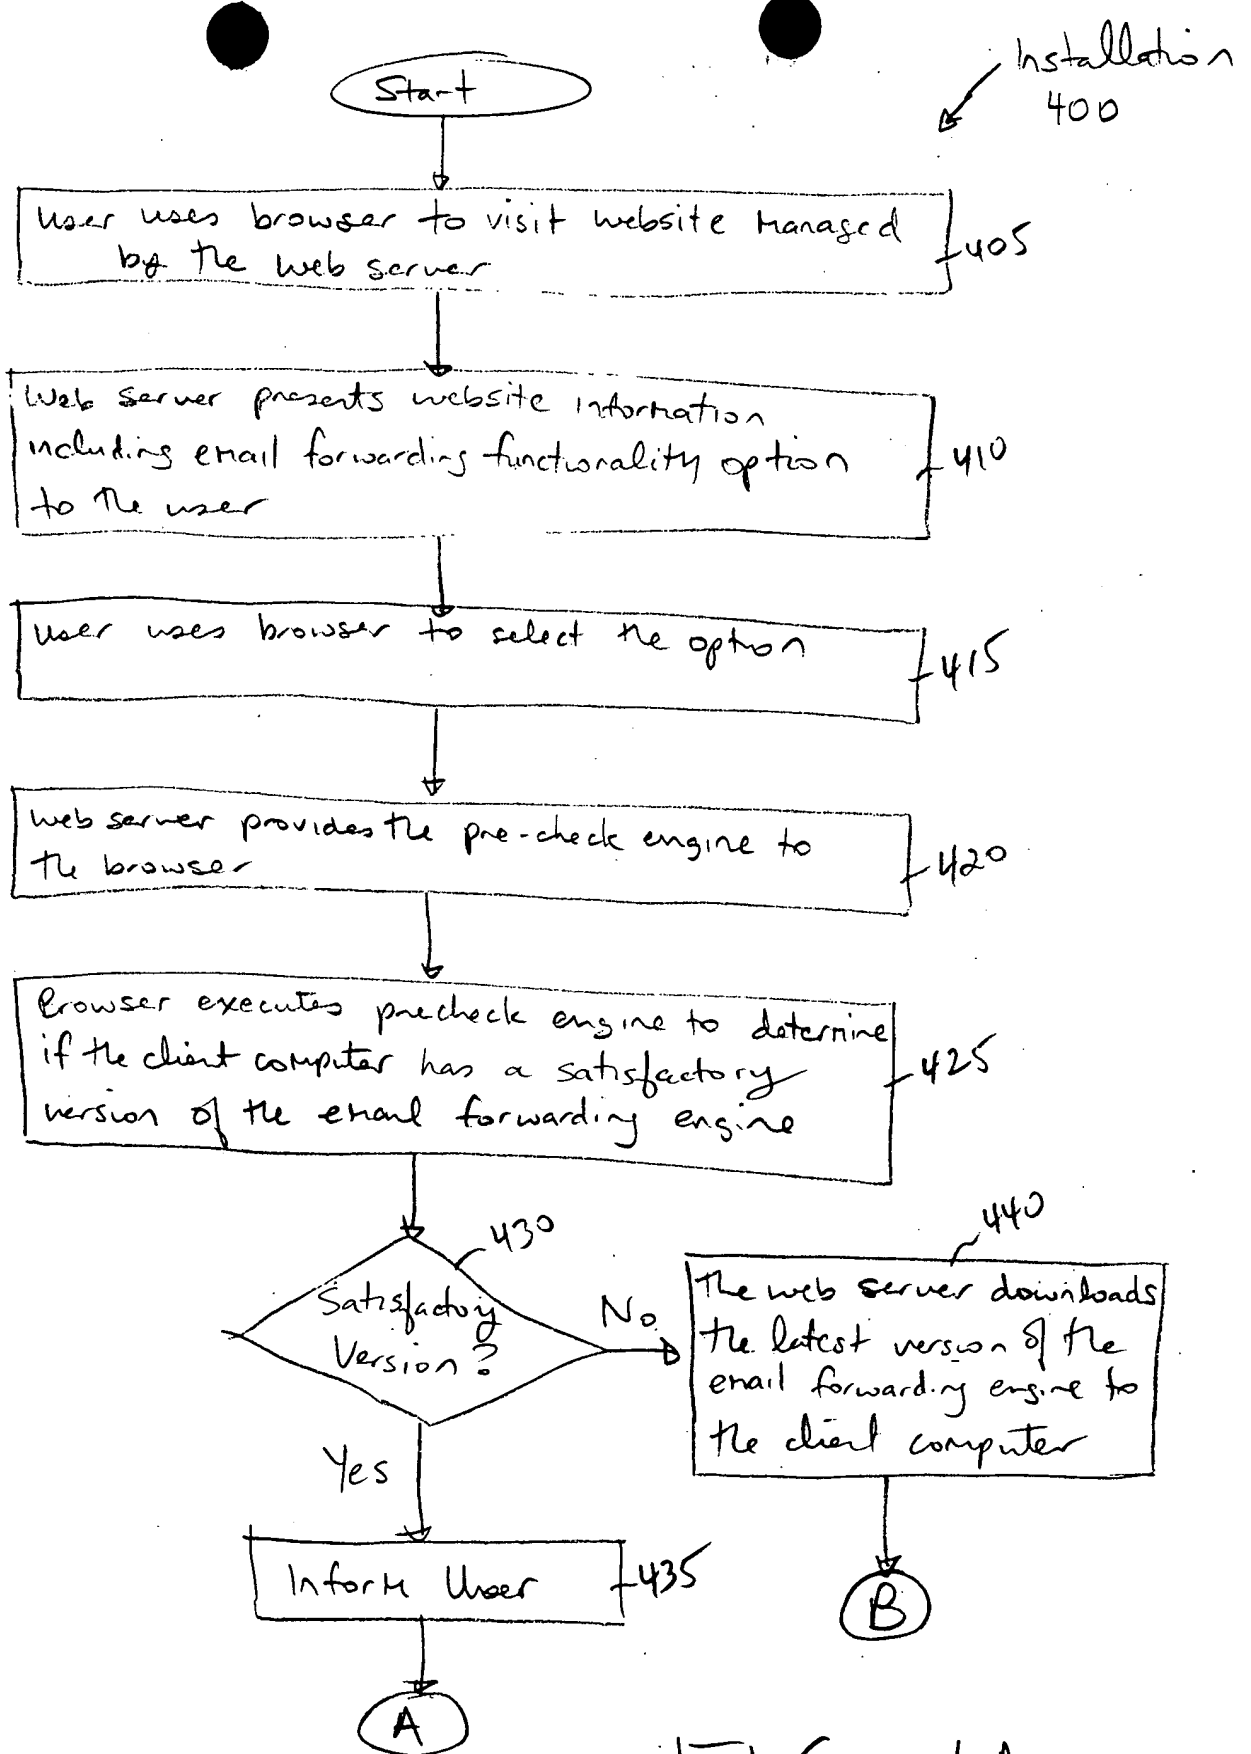 Installation
400
Start
User uses browser to visit website managed
by the web server
405
Web server presents website information
including email forwarding functionality option
to the user
410
User uses browser to select the option
415
Web server provides the pre-check engine to
the browser
420
Browser executes precheck engine to determine
if the client computer has a satisfactory
version of the email forwarding engine
425
430
Satisfactory
Version?
No
Yes
440
The web server downloads
the latest version of the
email forwarding engine to
the client computer
Inform User
435
B
A